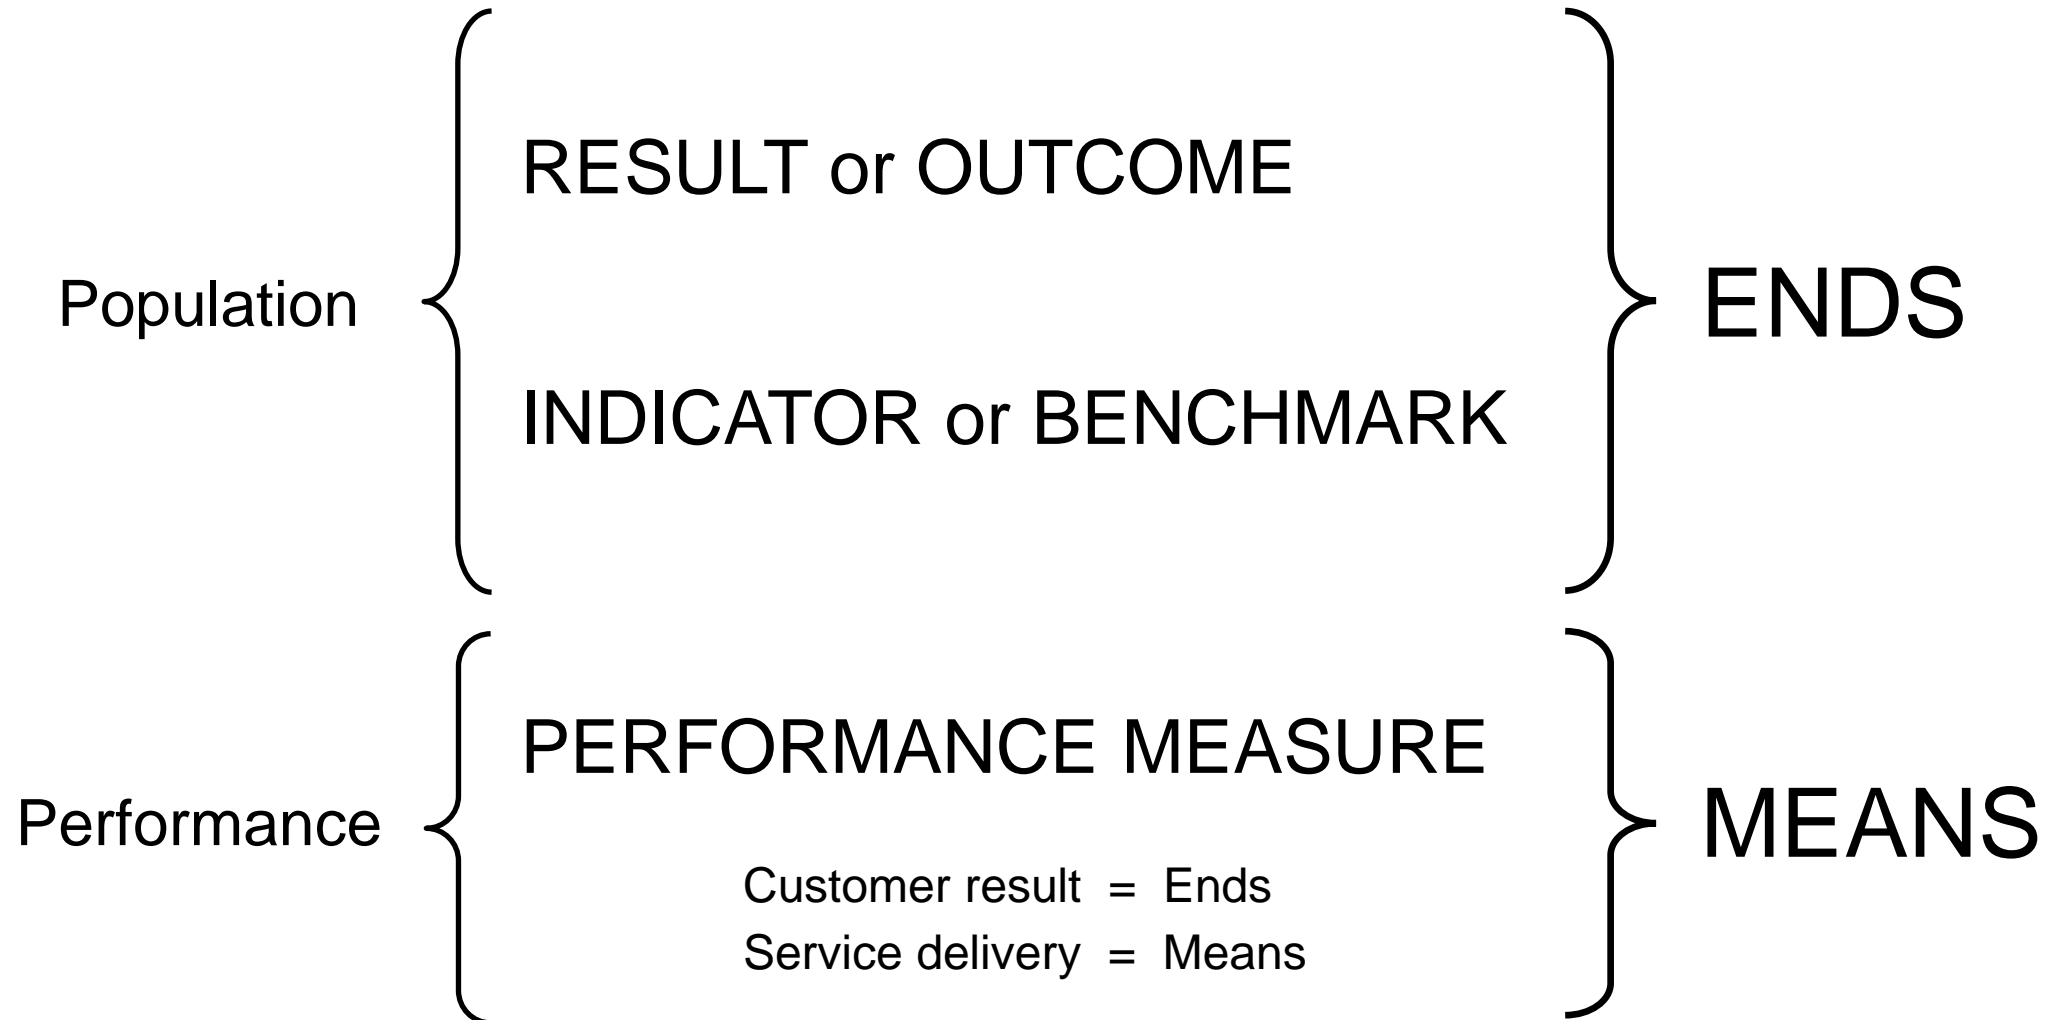 RESULT or OUTCOME
Population
ENDS
INDICATOR or BENCHMARK
PERFORMANCE MEASURE
Performance
MEANS
Customer result = Ends
Service delivery = Means